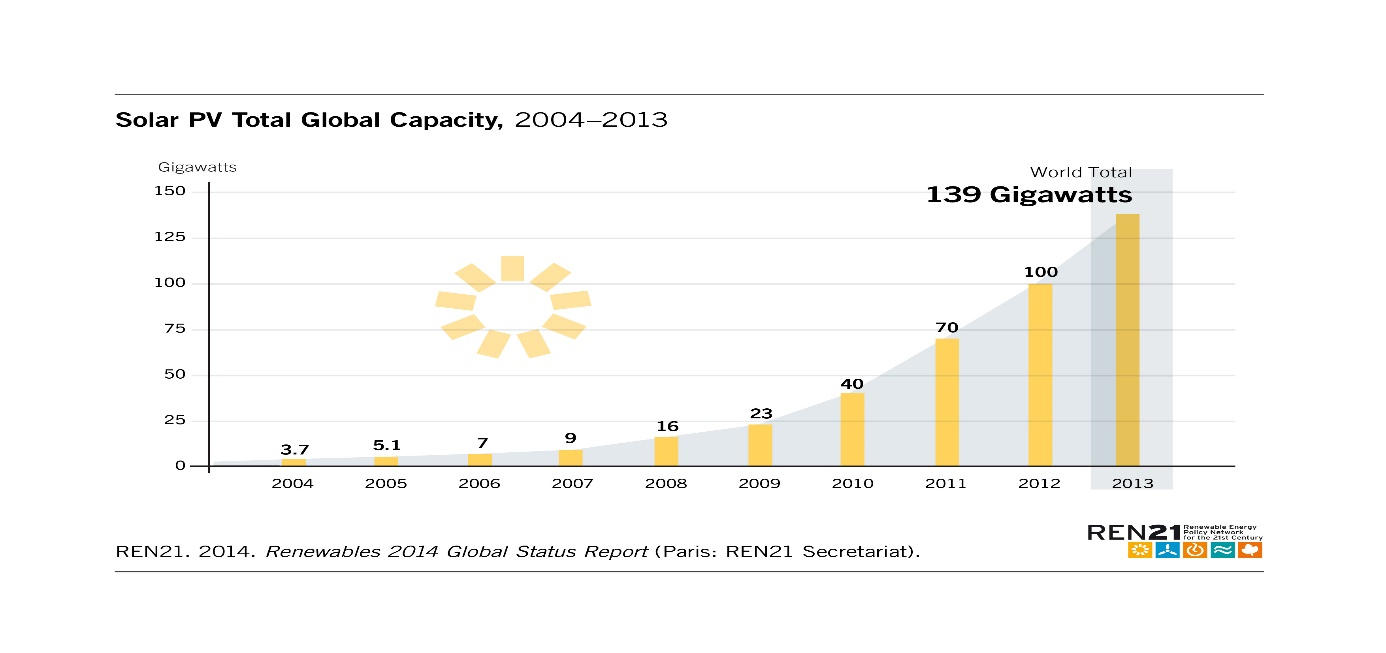 Solar PV Total Global Capacity, 2004–2013
Gigawatts
World Total
139 Gigawatts
150
125
100
75
50
25
0
3.7
5.1
7
9
16
23
40
70
100
2004
2005
2006
2007
2008
2009
2010
2011
2012
2013
REN21. 2014. Renewables 2014 Global Status Report (Paris: REN21 Secretariat).
REN21
Renewable Energy
Policy Network
for the 21st Century